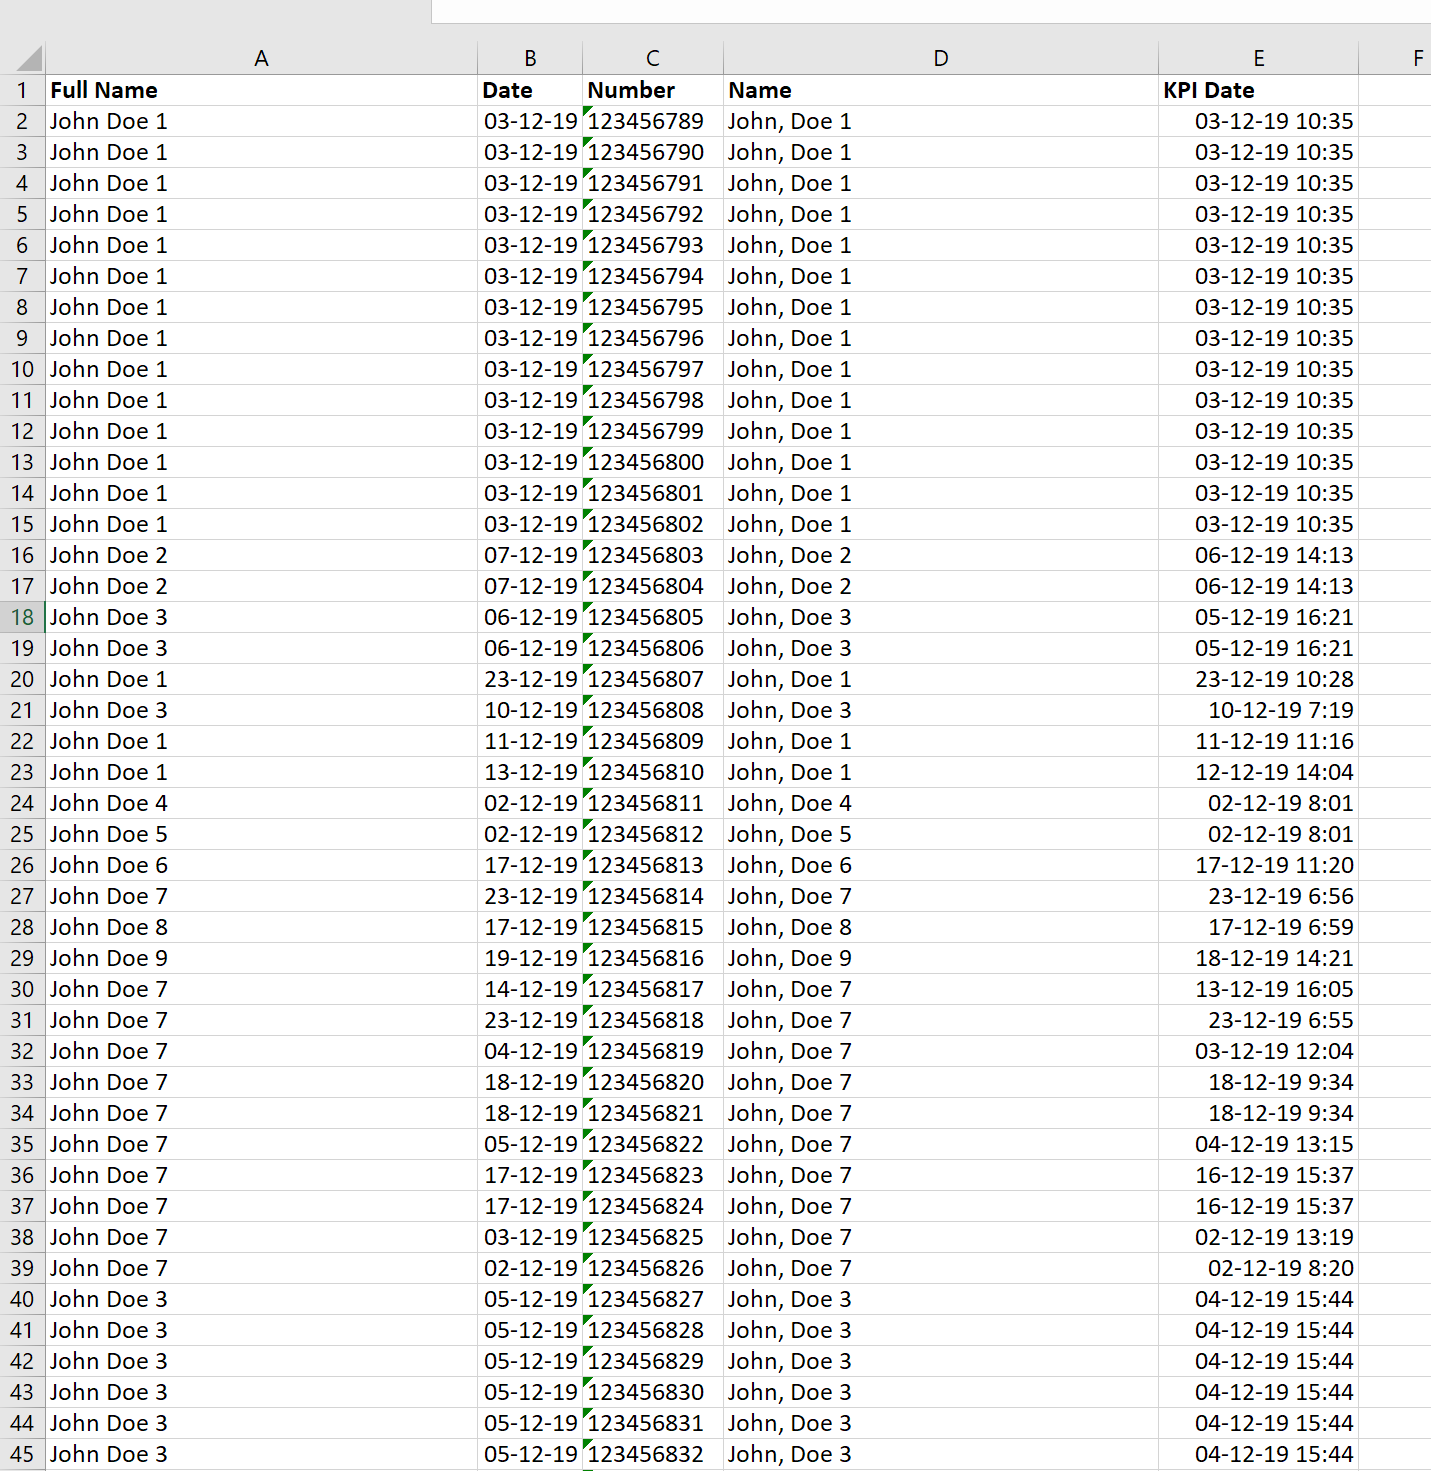 A B C D E F
1 Full Name Date Number Name KPI Date
2 John Doe 1 03-12-19 123456789 John, Doe 1 03-12-19 10:35
3 John Doe 1 03-12-19 123456790 John, Doe 1 03-12-19 10:35
4 John Doe 1 03-12-19 123456791 John, Doe 1 03-12-19 10:35
5 John Doe 1 03-12-19 123456792 John, Doe 1 03-12-19 10:35
6 John Doe 1 03-12-19 123456793 John, Doe 1 03-12-19 10:35
7 John Doe 1 03-12-19 123456794 John, Doe 1 03-12-19 10:35
8 John Doe 1 03-12-19 123456795 John, Doe 1 03-12-19 10:35
9 John Doe 1 03-12-19 123456796 John, Doe 1 03-12-19 10:35
10 John Doe 1 03-12-19 123456797 John, Doe 1 03-12-19 10:35
11 John Doe 1 03-12-19 123456798 John, Doe 1 03-12-19 10:35
12 John Doe 1 03-12-19 123456799 John, Doe 1 03-12-19 10:35
13 John Doe 1 03-12-19 123456800 John, Doe 1 03-12-19 10:35
14 John Doe 1 03-12-19 123456801 John, Doe 1 03-12-19 10:35
15 John Doe 1 03-12-19 123456802 John, Doe 1 03-12-19 10:35
16 John Doe 2 07-12-19 123456803 John, Doe 2 06-12-19 14:13
17 John Doe 2 07-12-19 123456804 John, Doe 2 06-12-19 14:13
18 John Doe 3 06-12-19 123456805 John, Doe 3 05-12-19 16:21
19 John Doe 3 06-12-19 123456806 John, Doe 3 05-12-19 16:21
20 John Doe 1 23-12-19 123456807 John, Doe 1 23-12-19 10:28
21 John Doe 3 10-12-19 123456808 John, Doe 3 10-12-19 7:19
22 John Doe 1 11-12-19 123456809 John, Doe 1 11-12-19 11:16
23 John Doe 1 13-12-19 123456810 John, Doe 1 12-12-19 14:04
24 John Doe 4 02-12-19 123456811 John, Doe 4 02-12-19 8:01
25 John Doe 5 02-12-19 123456812 John, Doe 5 02-12-19 8:01
26 John Doe 6 17-12-19 123456813 John, Doe 6 17-12-19 11:20
27 John Doe 7 23-12-19 123456814 John, Doe 7 23-12-19 6:56
28 John Doe 8 17-12-19 123456815 John, Doe 8 17-12-19 6:59
29 John Doe 9 19-12-19 123456816 John, Doe 9 18-12-19 14:21
30 John Doe 7 14-12-19 123456817 John, Doe 7 13-12-19 16:05
31 John Doe 7 23-12-19 123456818 John, Doe 7 23-12-19 6:55
32 John Doe 7 04-12-19 123456819 John, Doe 7 03-12-19 12:04
33 John Doe 7 18-12-19 123456820 John, Doe 7 18-12-19 9:34
34 John Doe 7 18-12-19 123456821 John, Doe 7 18-12-19 9:34
35 John Doe 7 05-12-19 123456822 John, Doe 7 04-12-19 13:15
36 John Doe 7 17-12-19 123456823 John, Doe 7 16-12-19 15:37
37 John Doe 7 17-12-19 123456824 John, Doe 7 16-12-19 15:37
38 John Doe 7 03-12-19 123456825 John, Doe 7 02-12-19 13:19
39 John Doe 7 02-12-19 123456826 John, Doe 7 02-12-19 8:20
40 John Doe 3 05-12-19 123456827 John, Doe 3 04-12-19 15:44
41 John Doe 3 05-12-19 123456828 John, Doe 3 04-12-19 15:44
42 John Doe 3 05-12-19 123456829 John, Doe 3 04-12-19 15:44
43 John Doe 3 05-12-19 123456830 John, Doe 3 04-12-19 15:44
44 John Doe 3 05-12-19 123456831 John, Doe 3 04-12-19 15:44
45 John Doe 3 05-12-19 123456832 John, Doe 3 04-12-19 15:44